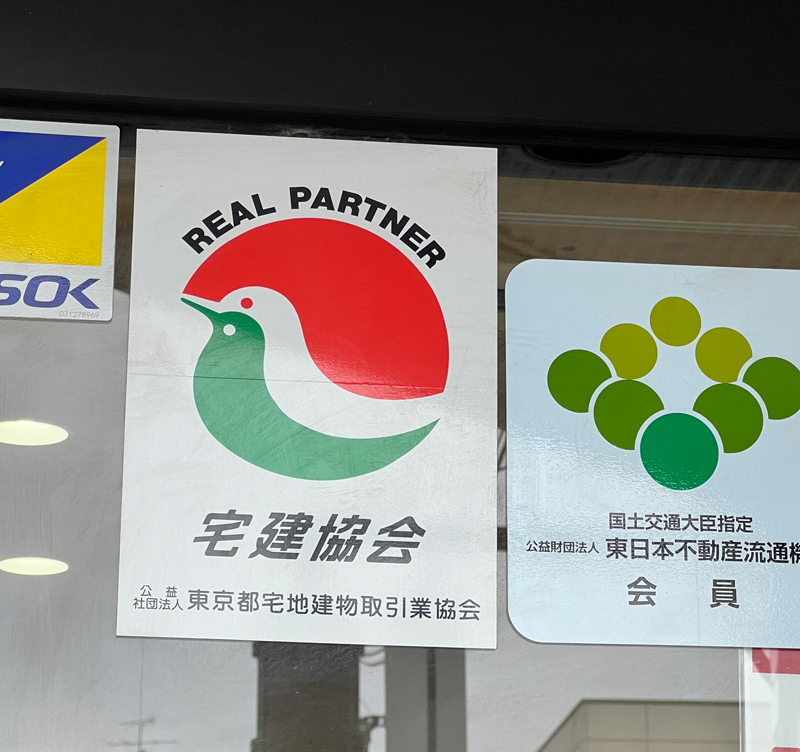 SOK
031278969
REAL PARTNER
宅建協会
公益
社団法人 東京都宅地建物取引業協会
国土交通大臣指定
公益財団法人 東日本不動産流通機
会員